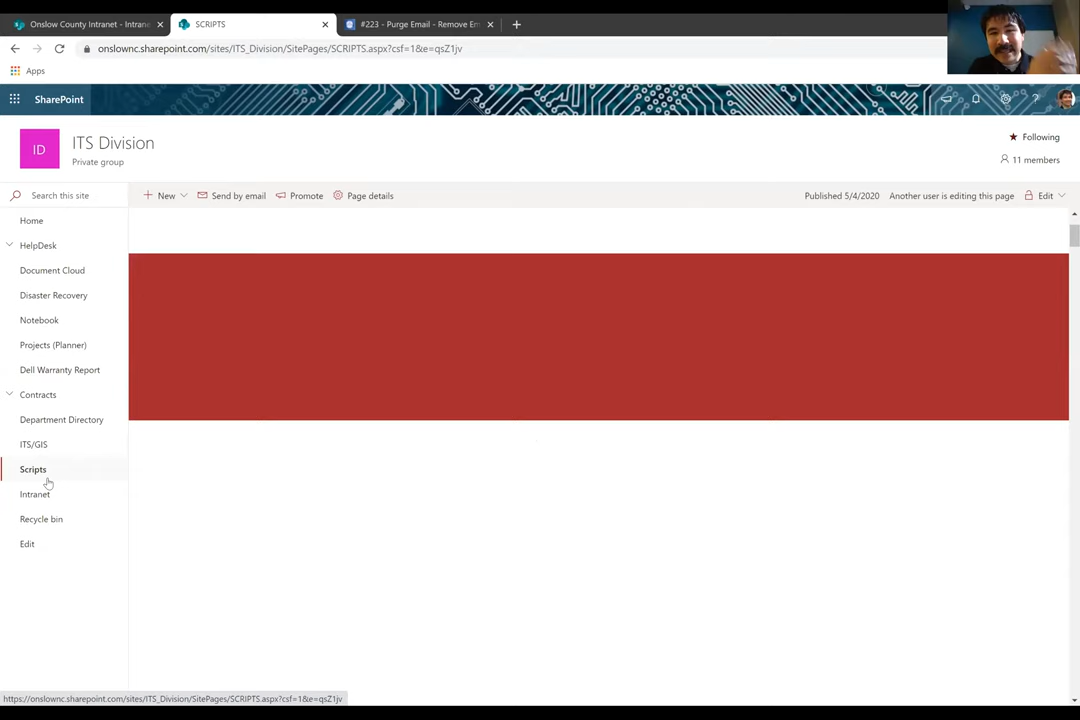 Onslow County Intranet - Intrane
SCRIPTS
#223 - Purge Email - Remove Em
onslownc.sharepoint.com/sites/ITS_Division/SitePages/SCRIPTS.aspx?csf=1&e=qsZ1jv
Apps
SharePoint
?
ID
ITS Division
Private group
Following
11 members
Search this site
New
Send by email
Promote
Page details
Published 5/4/2020
Another user is editing this page
Edit
Home
HelpDesk
Document Cloud
Disaster Recovery
Notebook
Projects (Planner)
Dell Warranty Report
Contracts
Department Directory
ITS/GIS
Scripts
Intranet
Recycle bin
Edit
https://onslownc.sharepoint.com/sites/ITS_Division/SitePages/SCRIPTS.aspx?csf=1&e=qsZ1jv